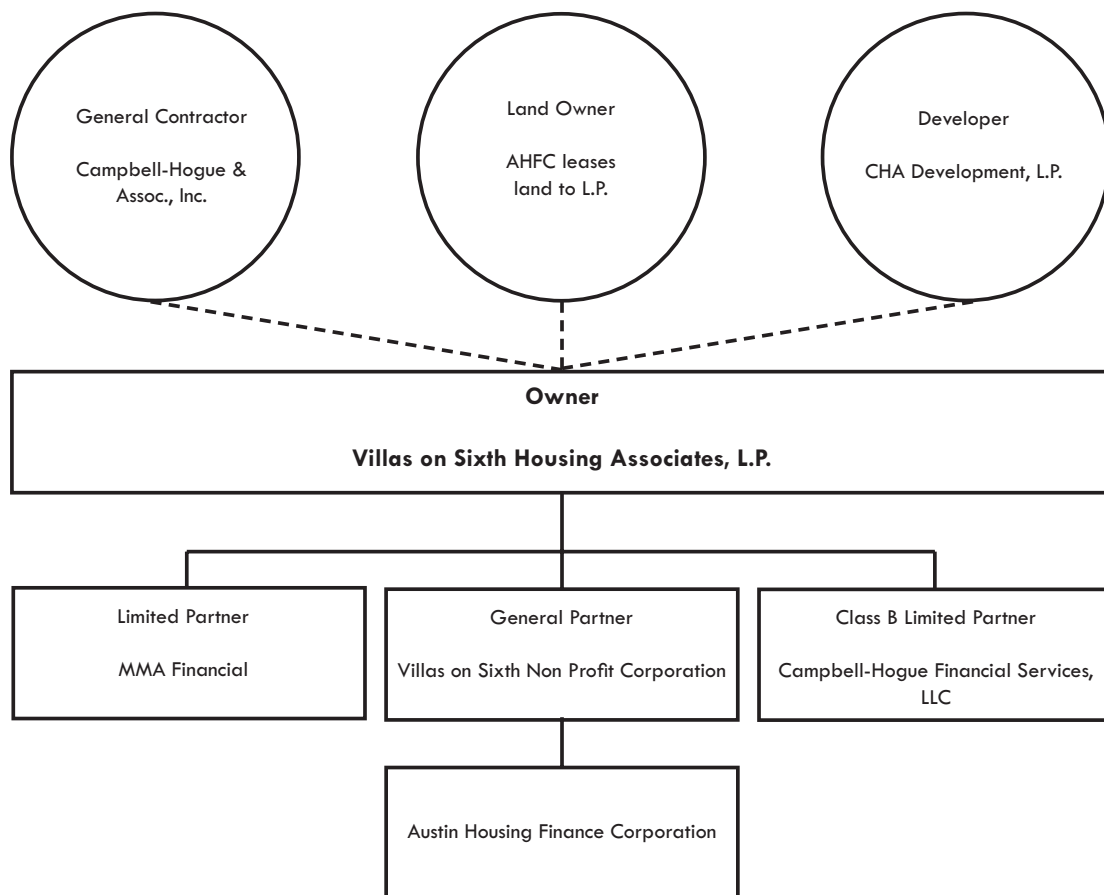 General Contractor
Campbell-Hogue &
Assoc., Inc.
Land Owner
AHFC leases
land to L.P.
Developer
CHA Development, L.P.
Owner
Villas on Sixth Housing Associates, L.P.
Limited Partner
MMA Financial
General Partner
Villas on Sixth Non Profit Corporation
Class B Limited Partner
Campbell-Hogue Financial Services,
LLC
Austin Housing Finance Corporation